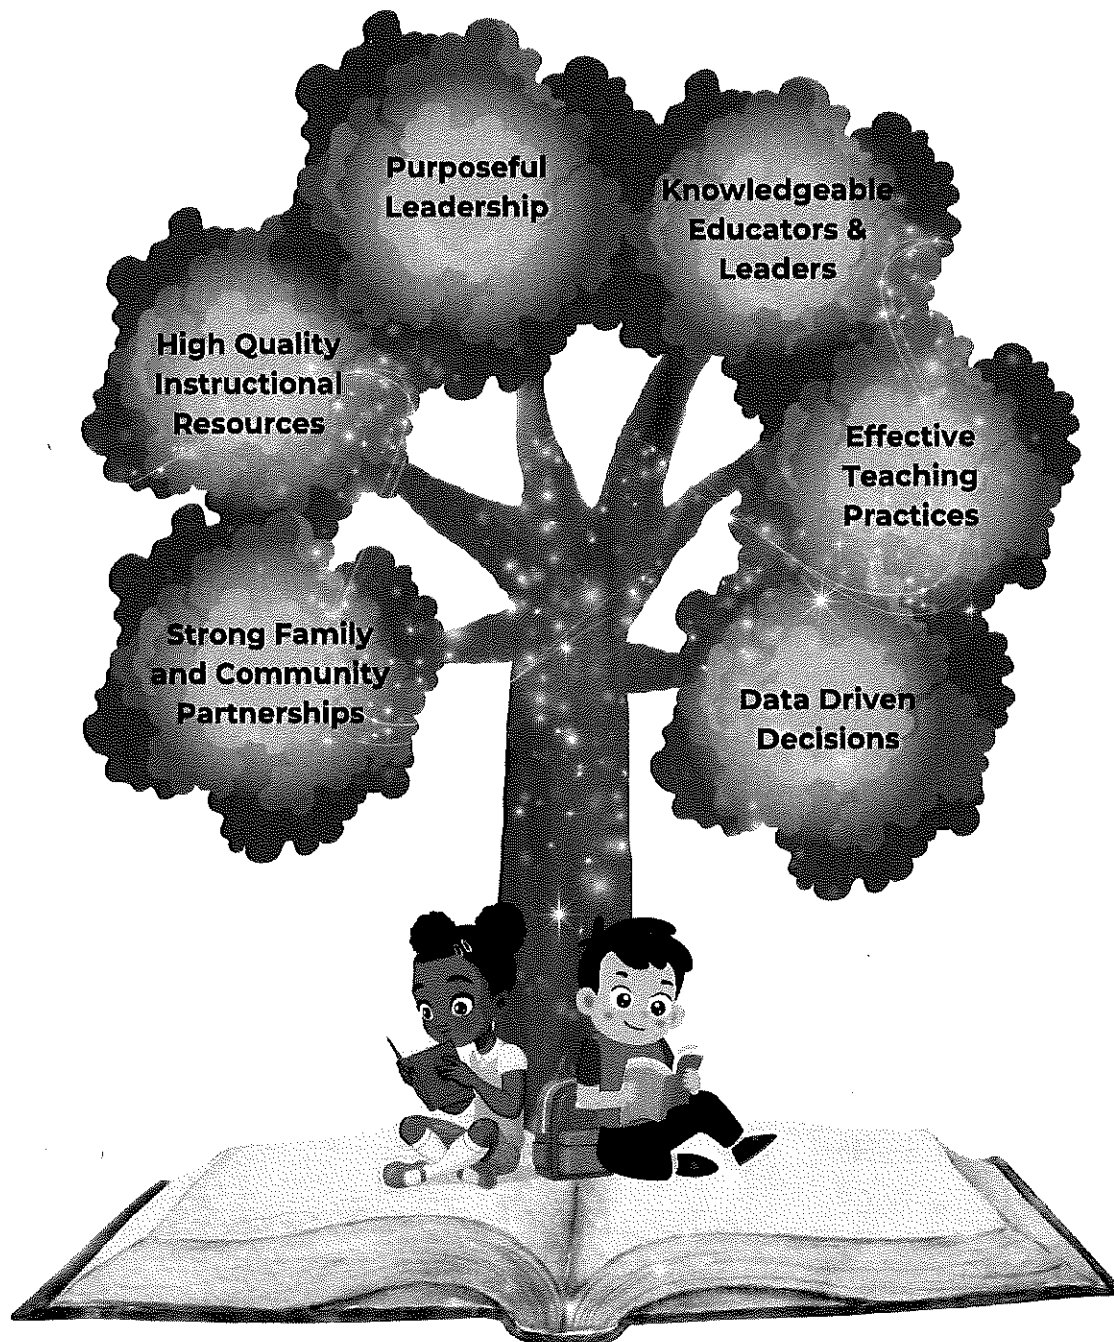 Purposeful
Leadership
Knowledgeable
Educators &
Leaders
High Quality
Instructional
Resources
Effective
Teaching
Practices
Strong Family
and Community
Partnerships
Data Driven
Decisions